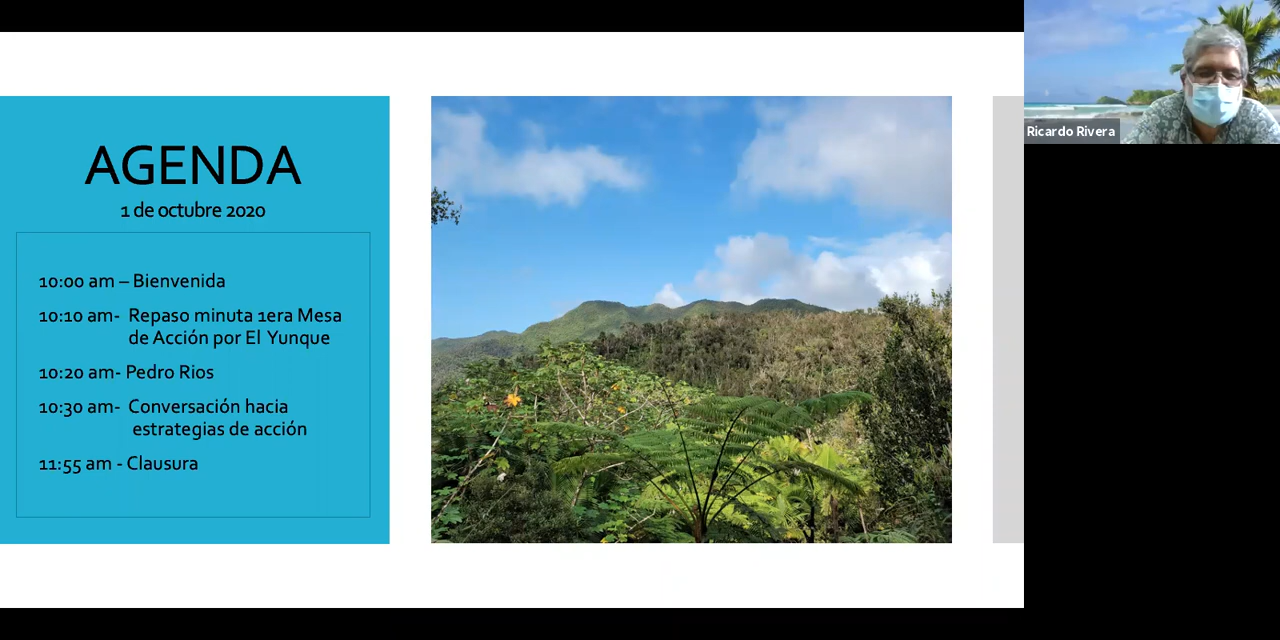 AGENDA
1 de octubre 2020
10:00 am – Bienvenida
10:10 am- Repaso minuta 1era Mesa
de Acción por El Yunque
10:20 am- Pedro Rios
10:30 am- Conversación hacia
estrategias de acción
11:55 am - Clausura
Ricardo Rivera